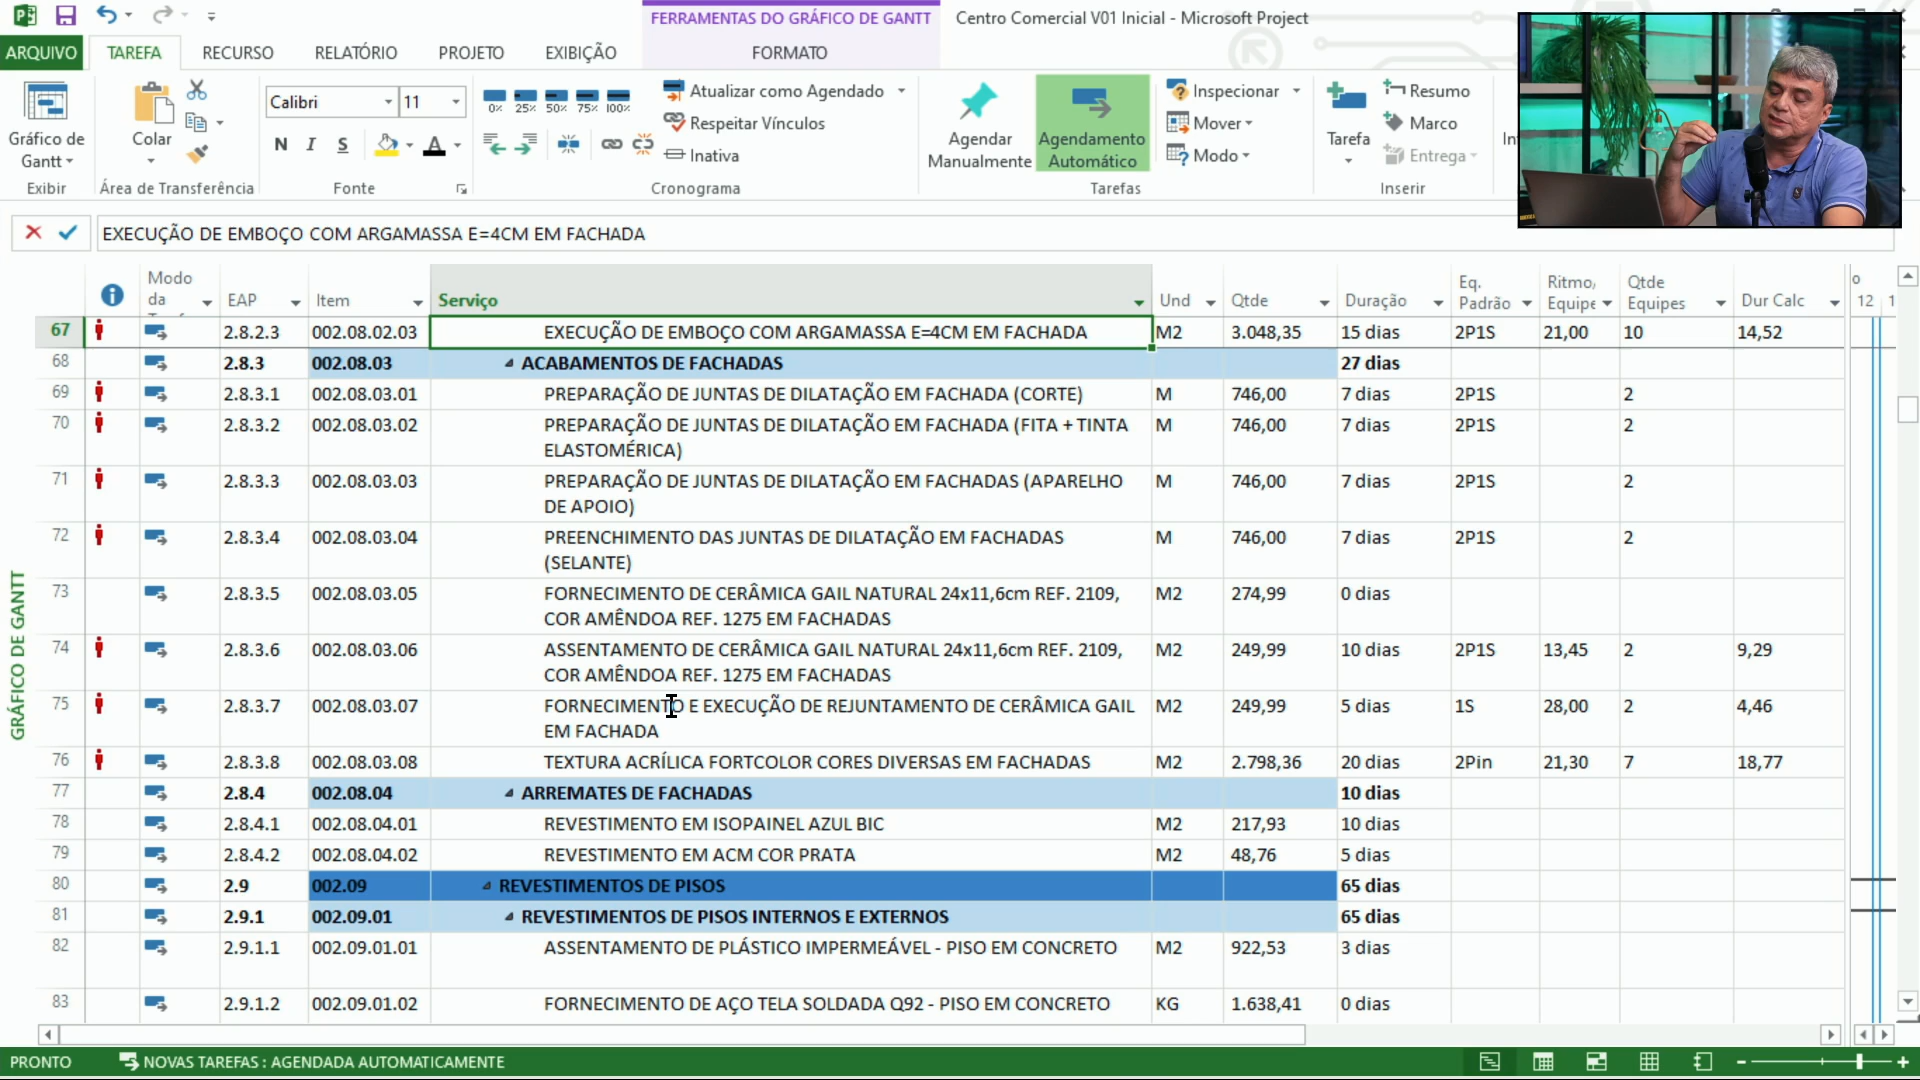 FERRAMENTAS DO GRÁFICO DE GANTT
Centro Comercial V01 Inicial - Microsoft Project
ARQUIVO TAREFA RECURSO RELATÓRIO PROJETO EXIBIÇÃO FORMATO
Gráfico de Gantt
Exibir
Colar
Área de Transferência
Calibri 11
N I S A
Fonte
0% 25% 50% 75% 100%
Atualizar como Agendado
Respeitar Vínculos
Inativa
Cronograma
Agendar Manualmente
Agendamento Automático
Inspecionar
Mover
Modo
Tarefas
Tarefa
Resumo
Marco
Entrega
Inserir
EXECUÇÃO DE EMBOÇO COM ARGAMASSA E=4CM EM FACHADA
Modo da EAP Item Serviço Und Qtde Duração Eq. Padrão Ritmo/ Equipe Qtde Equipes Dur Calc 12
67 2.8.2.3 002.08.02.03 EXECUÇÃO DE EMBOÇO COM ARGAMASSA E=4CM EM FACHADA M2 3.048,35 15 dias 2P1S 21,00 10 14,52
68 2.8.3 002.08.03 ACABAMENTOS DE FACHADAS 27 dias
69 2.8.3.1 002.08.03.01 PREPARAÇÃO DE JUNTAS DE DILATAÇÃO EM FACHADA (CORTE) M 746,00 7 dias 2P1S 2
70 2.8.3.2 002.08.03.02 PREPARAÇÃO DE JUNTAS DE DILATAÇÃO EM FACHADA (FITA + TINTA M 746,00 7 dias 2P1S 2
ELASTOMÉRICA)
71 2.8.3.3 002.08.03.03 PREPARAÇÃO DE JUNTAS DE DILATAÇÃO EM FACHADAS (APARELHO M 746,00 7 dias 2P1S 2
DE APOIO)
72 2.8.3.4 002.08.03.04 PREENCHIMENTO DAS JUNTAS DE DILATAÇÃO EM FACHADAS M 746,00 7 dias 2P1S 2
(SELANTE)
73 2.8.3.5 002.08.03.05 FORNECIMENTO DE CERÂMICA GAIL NATURAL 24x11,6cm REF. 2109, M2 274,99 0 dias
COR AMÊNDOA REF. 1275 EM FACHADAS
74 2.8.3.6 002.08.03.06 ASSENTAMENTO DE CERÂMICA GAIL NATURAL 24x11,6cm REF. 2109, M2 249,99 10 dias 2P1S 13,45 2 9,29
COR AMÊNDOA REF. 1275 EM FACHADAS
75 2.8.3.7 002.08.03.07 FORNECIMENTO E EXECUÇÃO DE REJUNTAMENTO DE CERÂMICA GAIL M2 249,99 5 dias 1S 28,00 2 4,46
EM FACHADA
76 2.8.3.8 002.08.03.08 TEXTURA ACRÍLICA FORTCOLOR CORES DIVERSAS EM FACHADAS M2 2.798,36 20 dias 2Pin 21,30 7 18,77
77 2.8.4 002.08.04 ARREMATES DE FACHADAS 10 dias
78 2.8.4.1 002.08.04.01 REVESTIMENTO EM ISOPAINEL AZUL BIC M2 217,93 10 dias
79 2.8.4.2 002.08.04.02 REVESTIMENTO EM ACM COR PRATA M2 48,76 5 dias
80 2.9 002.09 REVESTIMENTOS DE PISOS 65 dias
81 2.9.1 002.09.01 REVESTIMENTOS DE PISOS INTERNOS E EXTERNOS 65 dias
82 2.9.1.1 002.09.01.01 ASSENTAMENTO DE PLÁSTICO IMPERMEÁVEL - PISO EM CONCRETO M2 922,53 3 dias
83 2.9.1.2 002.09.01.02 FORNECIMENTO DE AÇO TELA SOLDADA Q92 - PISO EM CONCRETO KG 1.638,41 0 dias
GRÁFICO DE GANTT
PRONTO NOVAS TAREFAS : AGENDADA AUTOMATICAMENTE